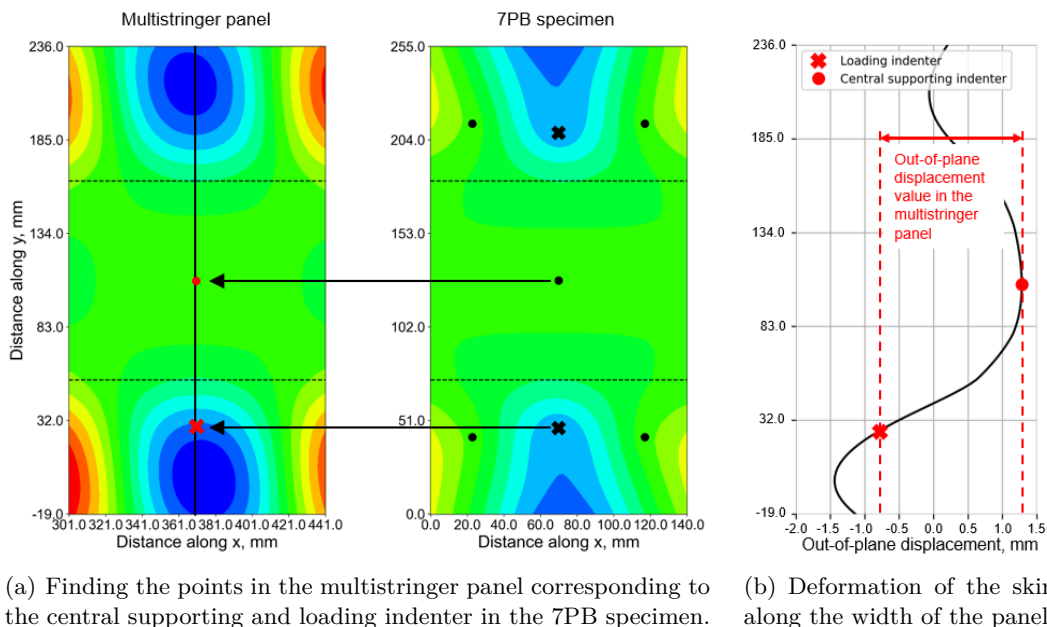 Multistringer panel
7PB specimen
236.0
185.0
134.0
83.0
32.0
-19.0
Distance along y, mm
301.0 321.0 341.0 361.0 381.0 401.0 421.0 441.0
Distance along x, mm
255.0
204.0
153.0
102.0
51.0
0.0
0.0 20.0 40.0 60.0 80.0 100.0 120.0 140.0
Distance along x, mm
236.0
185.0
134.0
83.0
32.0
-19.0
Loading indenter
Central supporting indenter
Out-of-plane
displacement
value in the
multistringer
panel
-2.0 -1.5 -1.0 -0.5 0.0 0.5 1.0 1.5
Out-of-plane displacement, mm
(a) Finding the points in the multistringer panel corresponding to
the central supporting and loading indenter in the 7PB specimen.
(b) Deformation of the skin
along the width of the panel